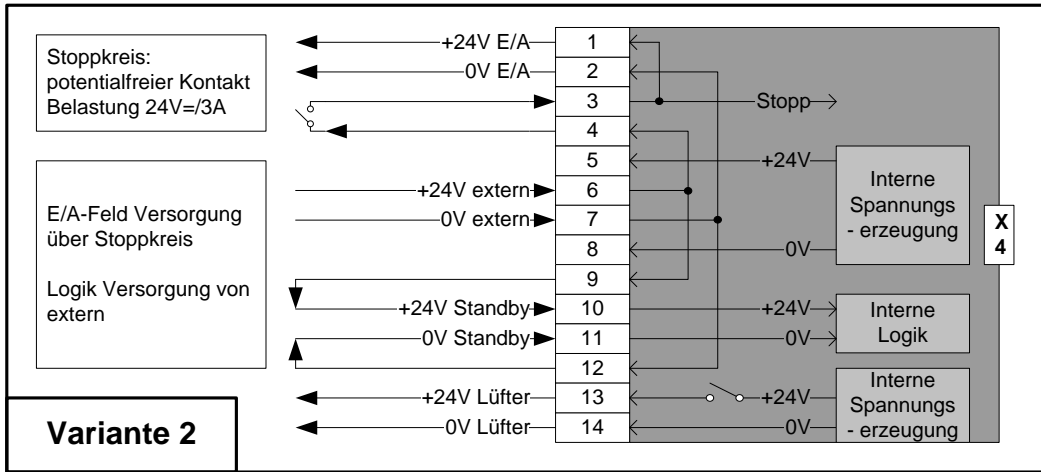 Stoppkreis:
potentialfreier Kontakt
Belastung 24V=/3A
E/A-Feld Versorgung
über Stoppkreis
Logik Versorgung von
extern
Variante 2
+24V E/A
0V E/A
+24V extern
0V extern
+24V Standby
0V Standby
+24V Lüfter
0V Lüfter
1
2
3
4
5
6
7
8
9
10
11
12
13
14
Stopp
+24V
0V
+24V
0V
+24V
0V
Interne
Spannungs
- erzeugung
Interne
Logik
Interne
Spannungs
- erzeugung
X
4